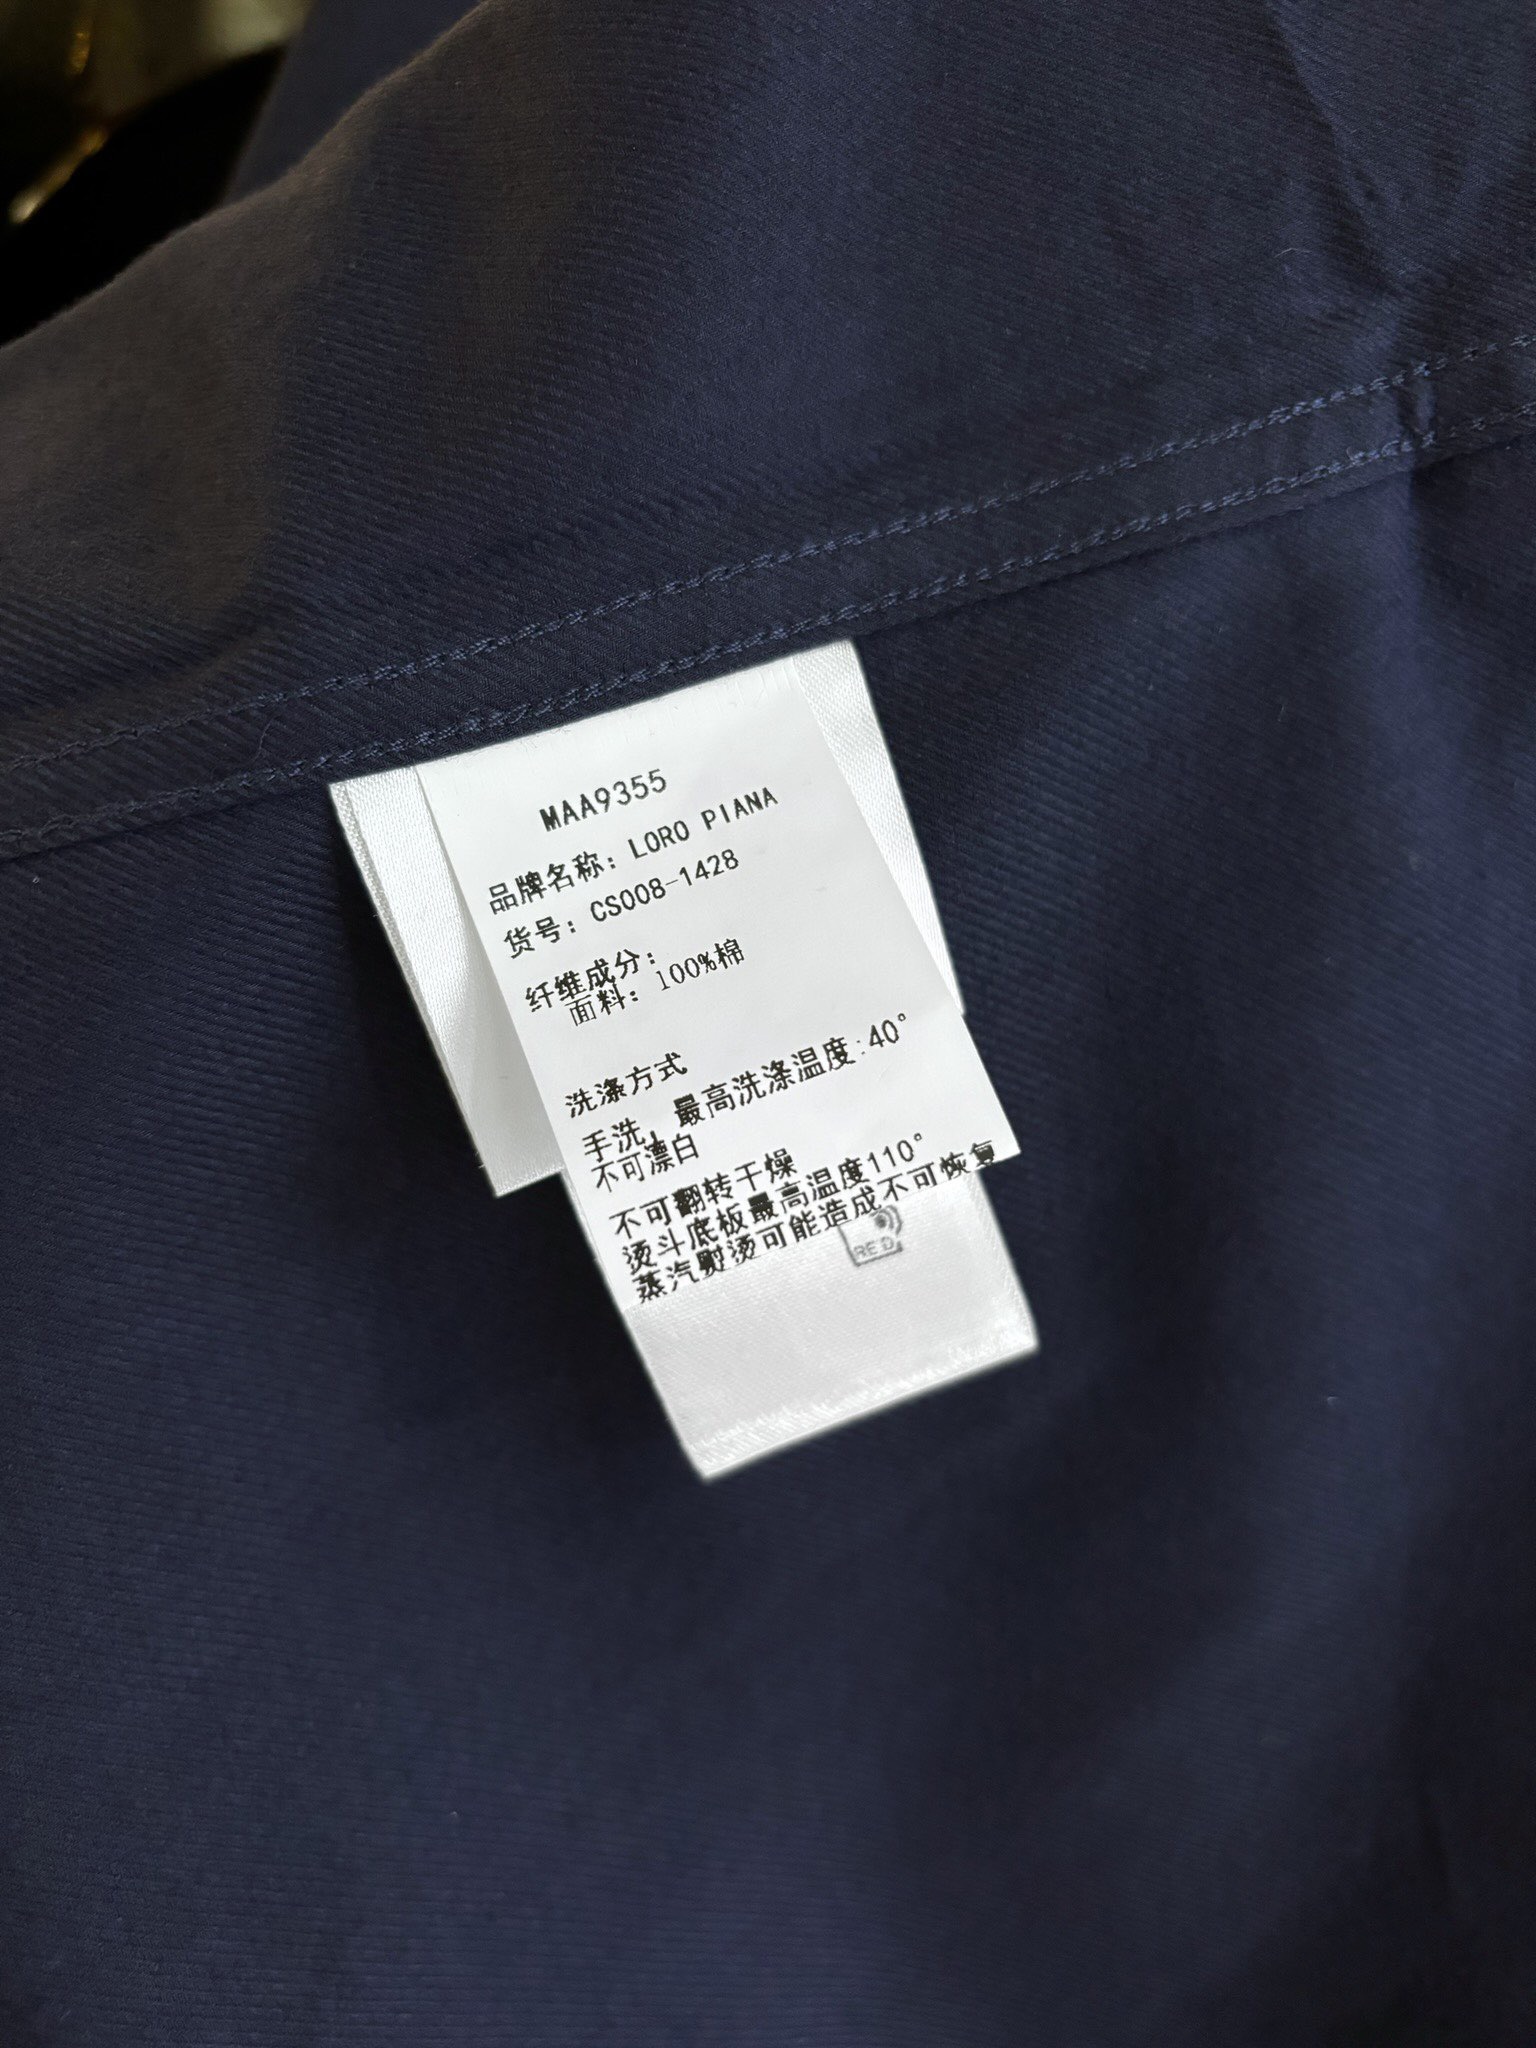 MAA9355
品牌名称：LORO PIANA
货号：CS008-1428
纤维成分：
面料：100%棉
洗涤方式
手洗，最高洗涤温度:40°
不可漂白
不可翻转干燥
烫斗底板最高温度110°
蒸汽熨烫可能造成不可恢复